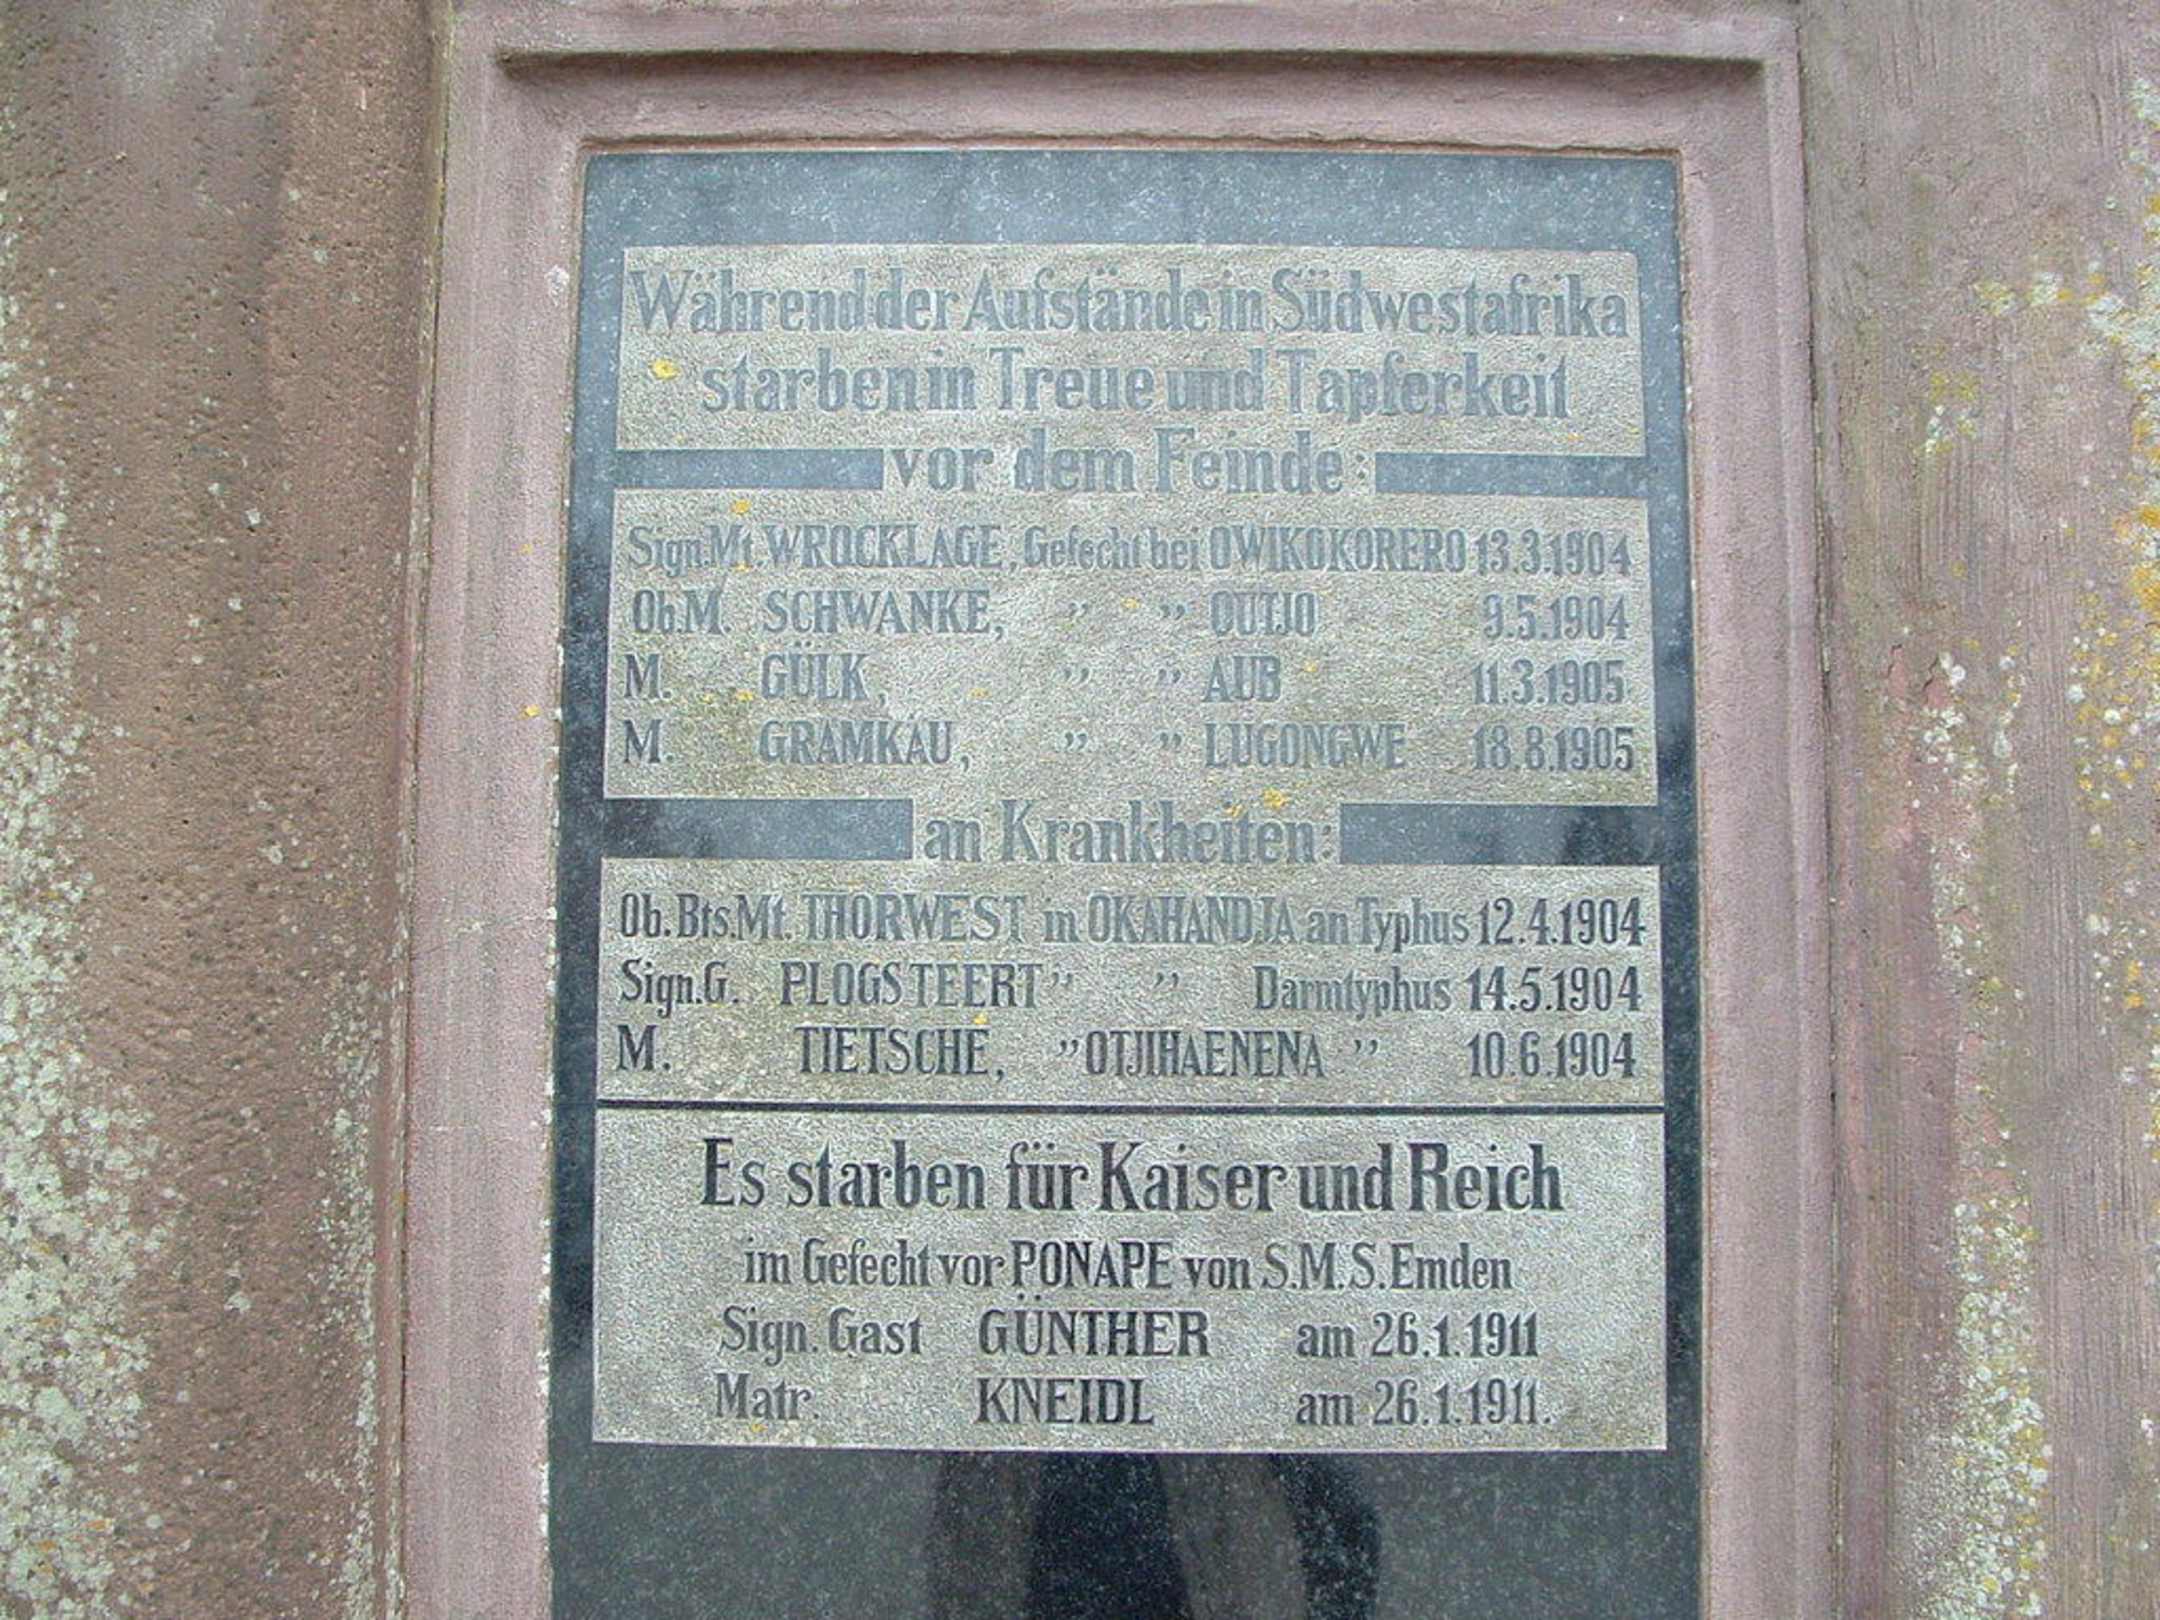 Während der Aufstände in Südwestafrika
starben in Treue und Tapferkeit
vor dem Feinde:
Sign.Mt. WROCKLAGE, Gefecht bei OWIKOKORERO 13.3.1904
Ob.M. SCHWANKE, " " OUTJO 9.5.1904
M. GÜLK, " " AUB 11.3.1905
M. GRAMKAU, " " LUGONGWE 18.8.1905
an Krankheiten:
Ob. Bts.Mt. THORWEST in OKAHANDJA an Typhus 12.4.1904
Sign.G. PLOGSTEERT " " Darmtyphus 14.5.1904
M. TIETSCHE, " OTJIHAENENA " 10.6.1904
Es starben für Kaiser und Reich
im Gefecht vor PONAPE von S.M.S. Emden
Sign. Gast GÜNTHER am 26.1.1911
Matr. KNEIDL am 26.1.1911.